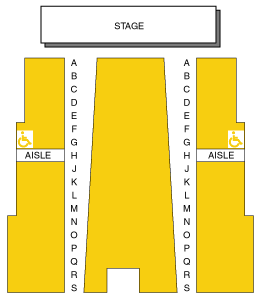 STAGE
A A
B B
C C
D D
E E
F F
G G
H H
AISLE AISLE
J J
K K
L L
M M
N N
O O
P P
Q Q
R R
S S